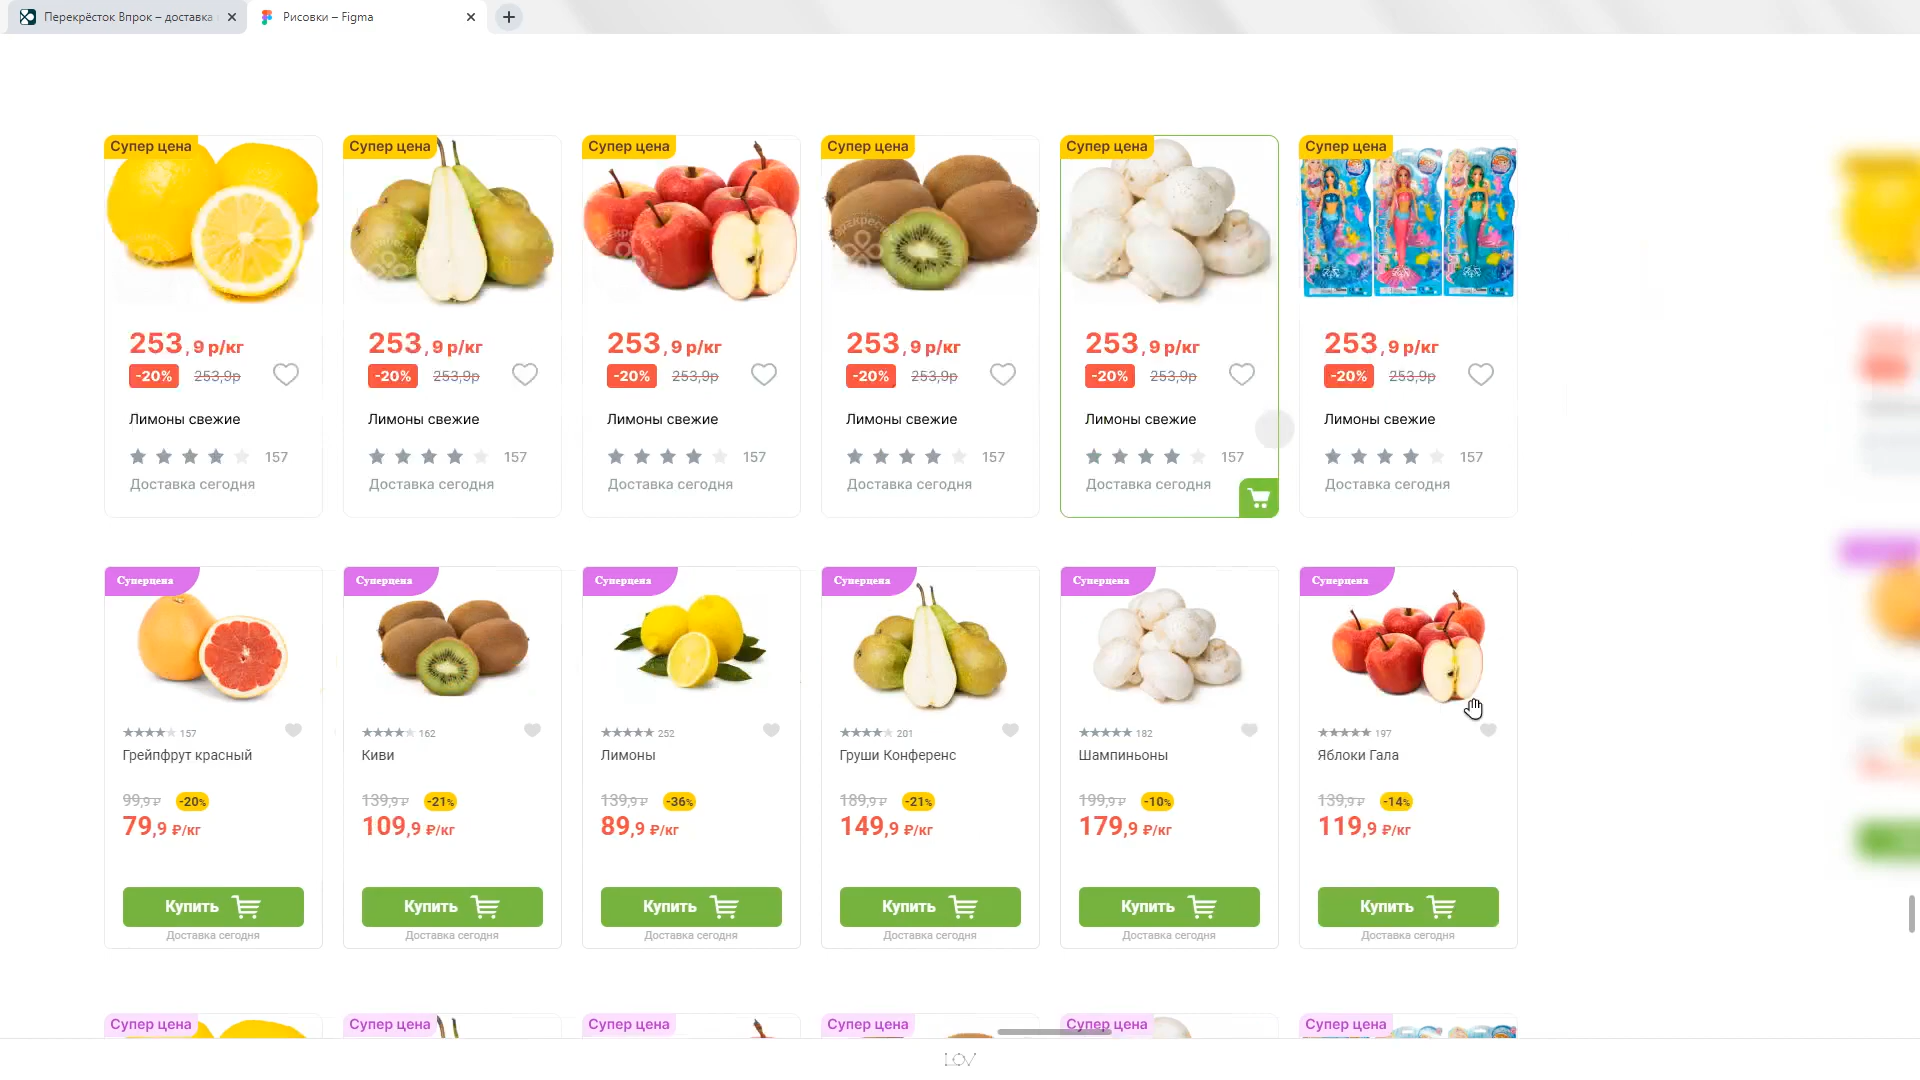 Перекрёсток Впрок – доставка
Рисовки – Figma
Супер цена
Супер цена
Супер цена
Супер цена
Супер цена
Супер цена
253, 9 р/кг
253, 9 р/кг
253, 9 р/кг
253, 9 р/кг
253, 9 р/кг
253, 9 р/кг
-20% 253,9р
-20% 253,9р
-20% 253,9р
-20% 253,9р
-20% 253,9р
-20% 253,9р
Лимоны свежие
Лимоны свежие
Лимоны свежие
Лимоны свежие
Лимоны свежие
Лимоны свежие
157
157
157
157
157
157
Доставка сегодня
Доставка сегодня
Доставка сегодня
Доставка сегодня
Доставка сегодня
Доставка сегодня
Суперцена
Суперцена
Суперцена
Суперцена
Суперцена
Суперцена
157
162
252
201
182
197
Грейпфрут красный
Киви
Лимоны
Груши Конференс
Шампиньоны
Яблоки Гала
99,9 ₽ -20%
139,9 ₽ -21%
139,9 ₽ -36%
189,9 ₽ -21%
199,9 ₽ -10%
139,9 ₽ -14%
79,9 ₽/кг
109,9 ₽/кг
89,9 ₽/кг
149,9 ₽/кг
179,9 ₽/кг
119,9 ₽/кг
Купить
Купить
Купить
Купить
Купить
Купить
Доставка сегодня
Доставка сегодня
Доставка сегодня
Доставка сегодня
Доставка сегодня
Доставка сегодня
Супер цена
Супер цена
Супер цена
Супер цена
Супер цена
Супер цена